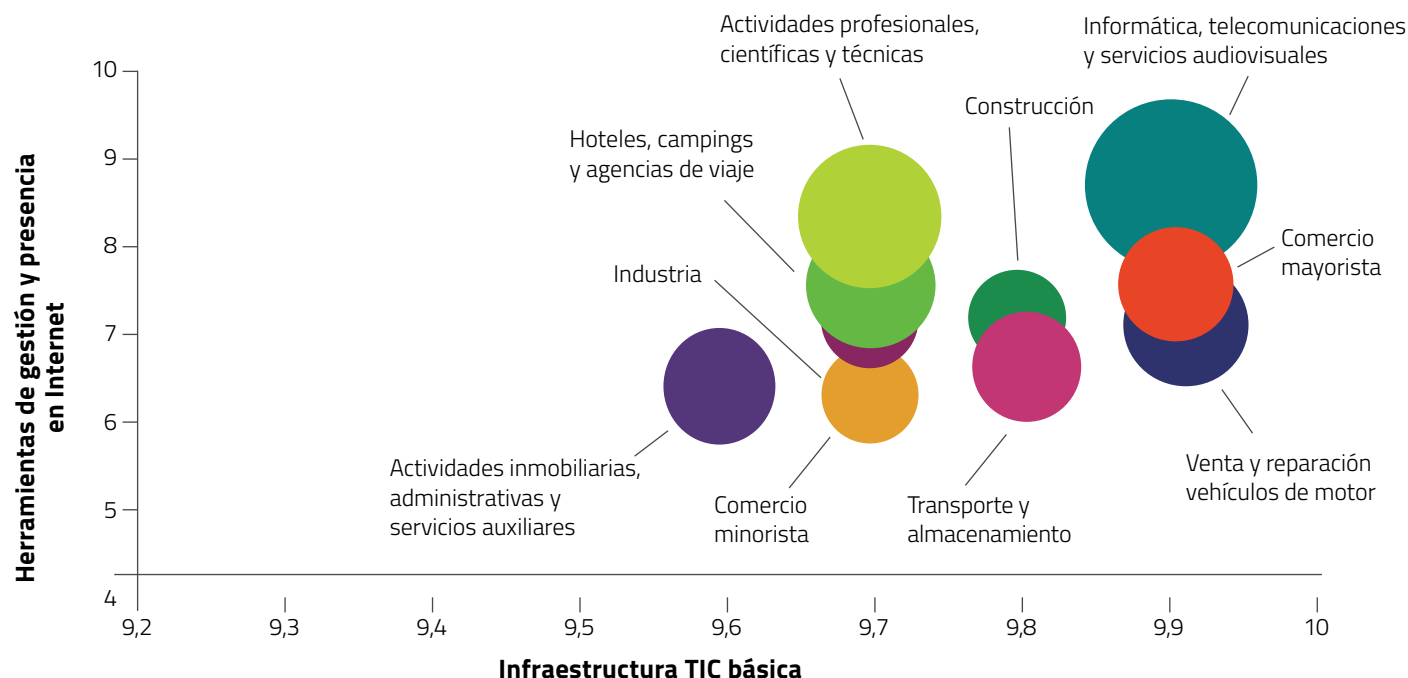 Actividades profesionales,
científicas y técnicas
Informática, telecomunicaciones
y servicios audiovisuales
Construcción
Hoteles, campings
y agencias de viaje
Industria
Comercio
mayorista
Actividades inmobiliarias,
administrativas y
servicios auxiliares
Comercio
minorista
Transporte y
almacenamiento
Venta y reparación
vehículos de motor
Herramientas de gestión y presencia
en Internet
10
9
8
7
6
5
4
9,2
9,3
9,4
9,5
9,6
9,7
9,8
9,9
10
Infraestructura TIC básica